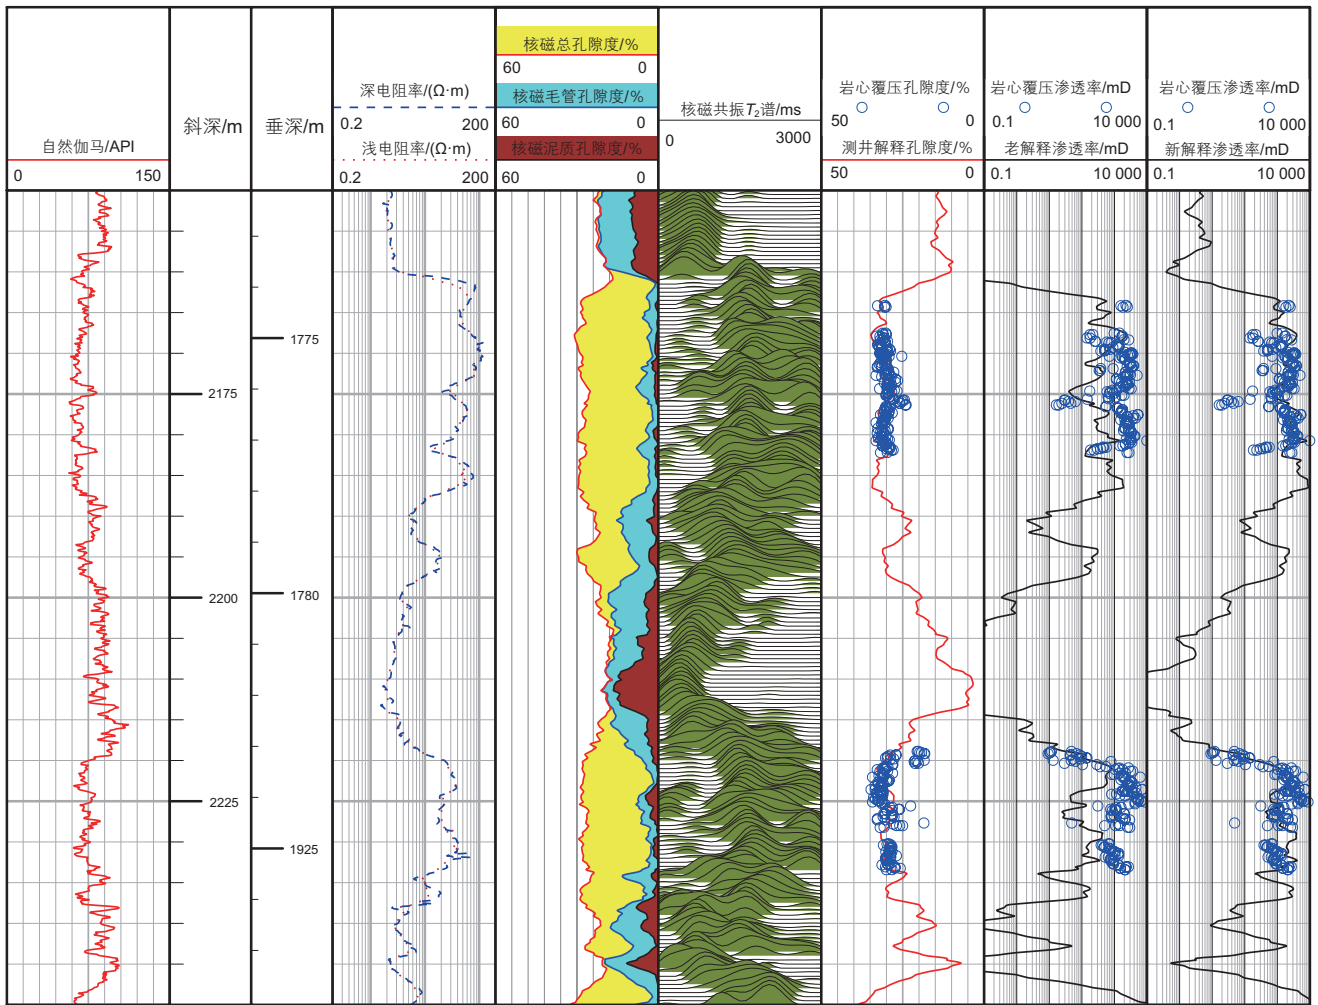 自然伽马/API
0 150
斜深/m
垂深/m
深电阻率/(Ω·m)
0.2 200
浅电阻率/(Ω·m)
0.2 200
核磁总孔隙度/%
60 0
核磁毛管孔隙度/%
60 0
核磁泥质孔隙度/%
60 0
核磁共振T₂谱/ms
0 3000
岩心覆压孔隙度/%
50 0
测井解释孔隙度/%
50 0
岩心覆压渗透率/mD
0.1 10 000
老解释渗透率/mD
0.1 10 000
岩心覆压渗透率/mD
0.1 10 000
新解释渗透率/mD
0.1 10 000
2175
2200
2225
1775
1780
1925